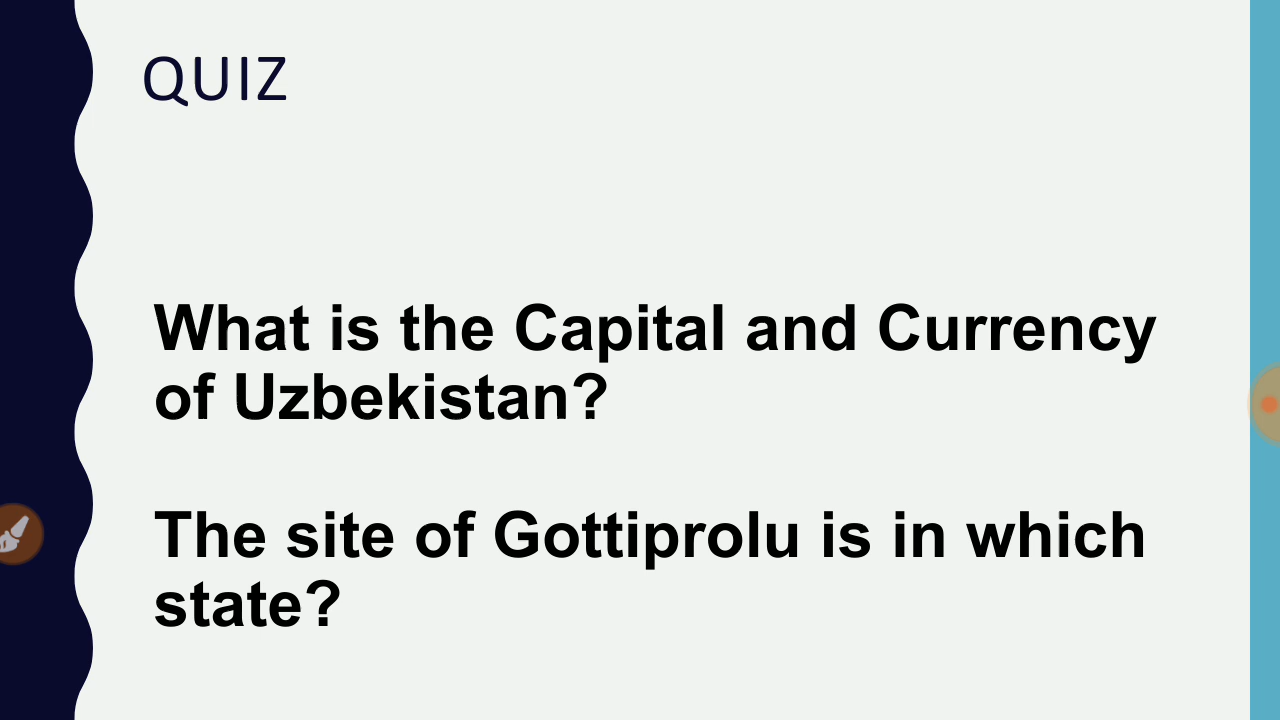 QUIZ
What is the Capital and Currency
of Uzbekistan?
The site of Gottiprolu is in which
state?